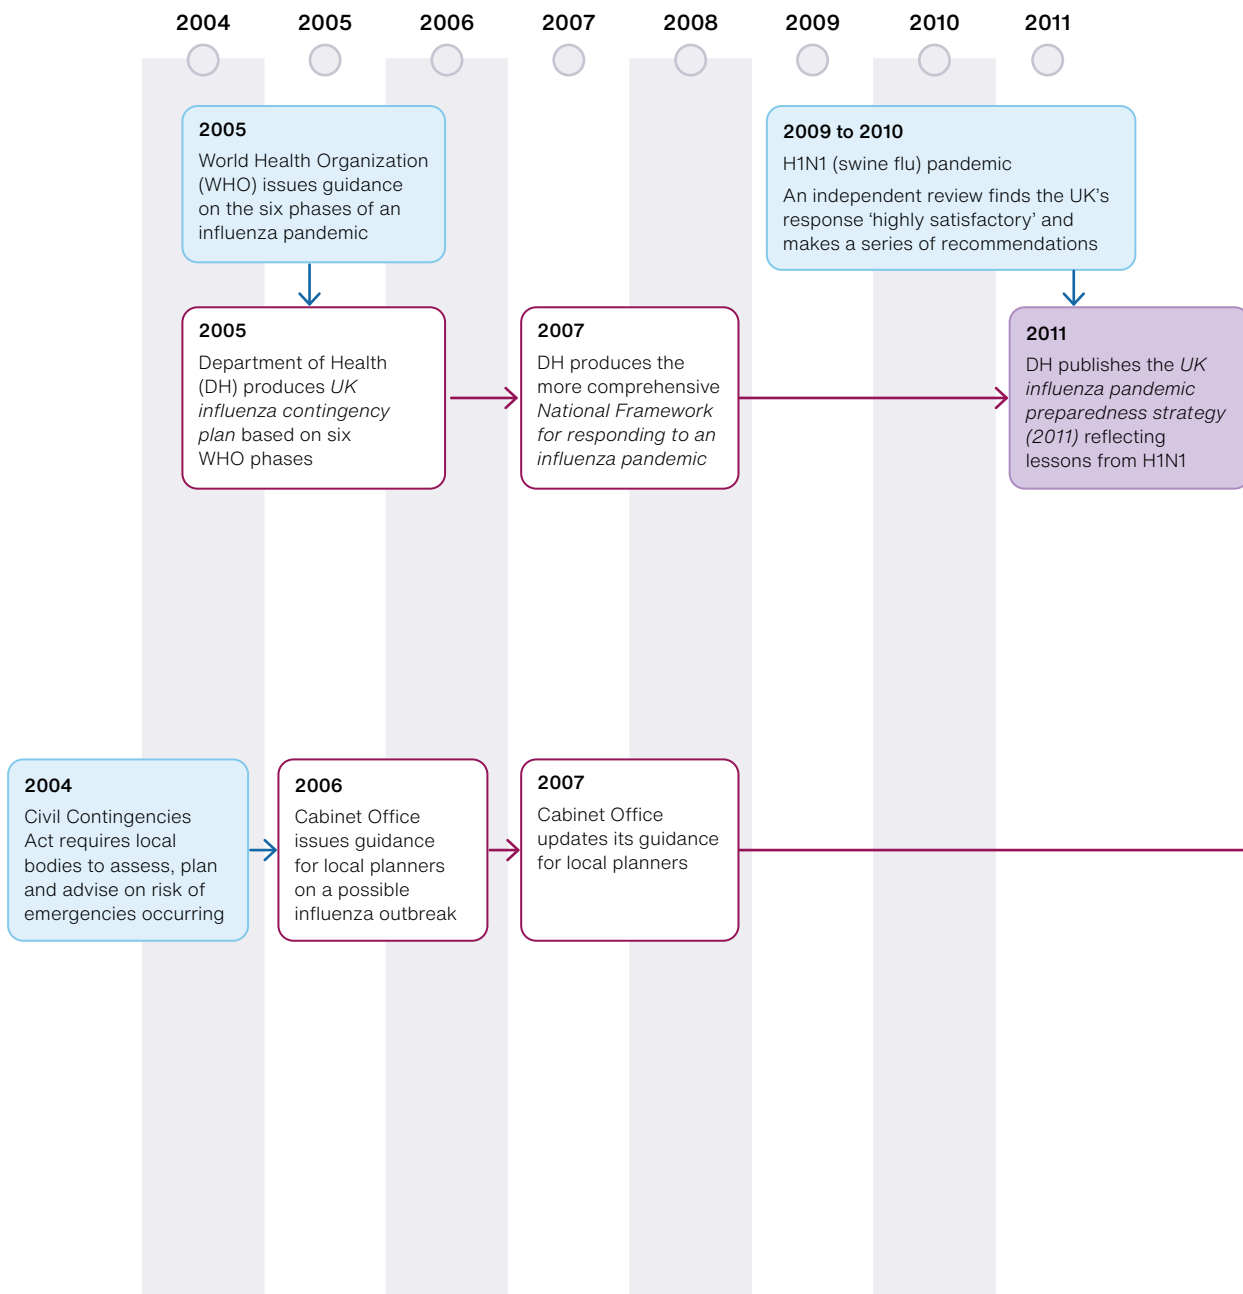 2004 2005 2006 2007 2008 2009 2010 2011
2005
World Health Organization
(WHO) issues guidance
on the six phases of an
influenza pandemic
2009 to 2010
H1N1 (swine flu) pandemic
An independent review finds the UK’s
response ‘highly satisfactory’ and
makes a series of recommendations
2005
Department of Health
(DH) produces UK
influenza contingency
plan based on six
WHO phases
2007
DH produces the
more comprehensive
National Framework
for responding to an
influenza pandemic
2011
DH publishes the UK
influenza pandemic
preparedness strategy
(2011) reflecting
lessons from H1N1
2004
Civil Contingencies
Act requires local
bodies to assess, plan
and advise on risk of
emergencies occurring
2006
Cabinet Office
issues guidance
for local planners
on a possible
influenza outbreak
2007
Cabinet Office
updates its guidance
for local planners